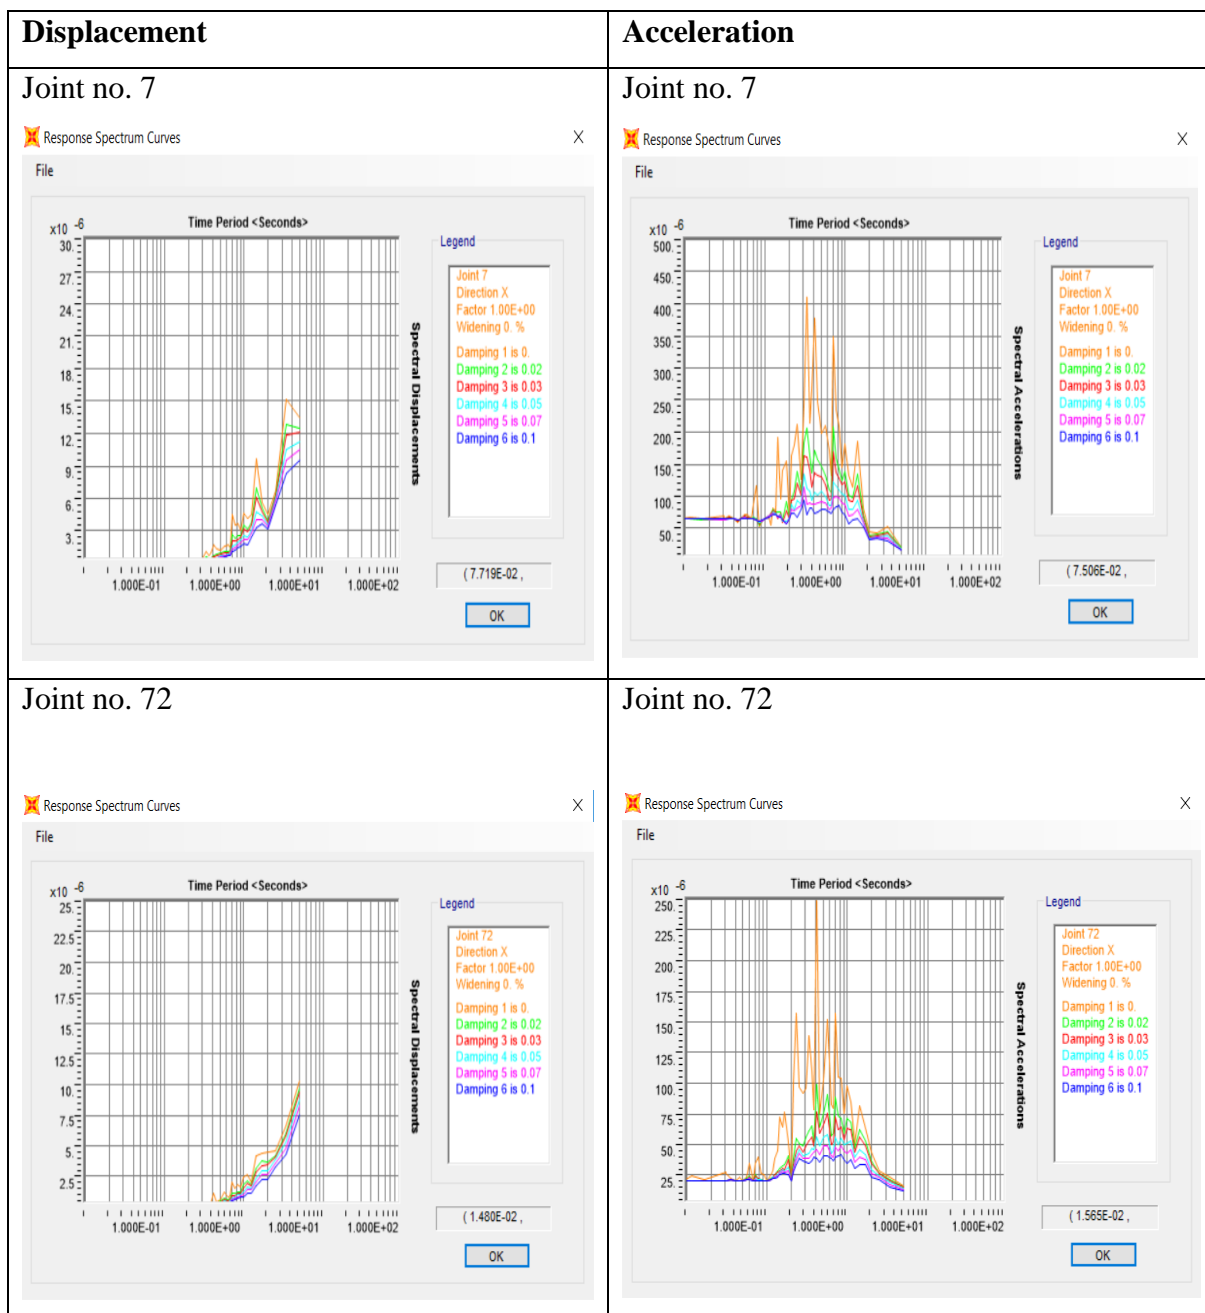 Displacement
Acceleration
Joint no. 7
Response Spectrum Curves X
File
x10 -6
Time Period <Seconds>
30.
27.
24.
21.
18.
15.
12.
9.
6.
3.
Spectral Displacements
1.000E-01 1.000E+00 1.000E+01 1.000E+02
Legend
Joint 7
Direction X
Factor 1.00E+00
Widening 0. %
Damping 1 is 0.
Damping 2 is 0.02
Damping 3 is 0.03
Damping 4 is 0.05
Damping 5 is 0.07
Damping 6 is 0.1
( 7.719E-02 ,
OK
Joint no. 7
Response Spectrum Curves X
File
x10 -6
Time Period <Seconds>
500.
450.
400.
350.
300.
250.
200.
150.
100.
50.
Spectral Accelerations
1.000E-01 1.000E+00 1.000E+01 1.000E+02
Legend
Joint 7
Direction X
Factor 1.00E+00
Widening 0. %
Damping 1 is 0.
Damping 2 is 0.02
Damping 3 is 0.03
Damping 4 is 0.05
Damping 5 is 0.07
Damping 6 is 0.1
( 7.506E-02 ,
OK
Joint no. 72
Response Spectrum Curves X
File
x10 -6
Time Period <Seconds>
25.
22.5
20.
17.5
15.
12.5
10.
7.5
5.
2.5
Spectral Displacements
1.000E-01 1.000E+00 1.000E+01 1.000E+02
Legend
Joint 72
Direction X
Factor 1.00E+00
Widening 0. %
Damping 1 is 0.
Damping 2 is 0.02
Damping 3 is 0.03
Damping 4 is 0.05
Damping 5 is 0.07
Damping 6 is 0.1
( 1.480E-02 ,
OK
Joint no. 72
Response Spectrum Curves X
File
x10 -6
Time Period <Seconds>
250.
225.
200.
175.
150.
125.
100.
75.
50.
25.
Spectral Accelerations
1.000E-01 1.000E+00 1.000E+01 1.000E+02
Legend
Joint 72
Direction X
Factor 1.00E+00
Widening 0. %
Damping 1 is 0.
Damping 2 is 0.02
Damping 3 is 0.03
Damping 4 is 0.05
Damping 5 is 0.07
Damping 6 is 0.1
( 1.565E-02 ,
OK